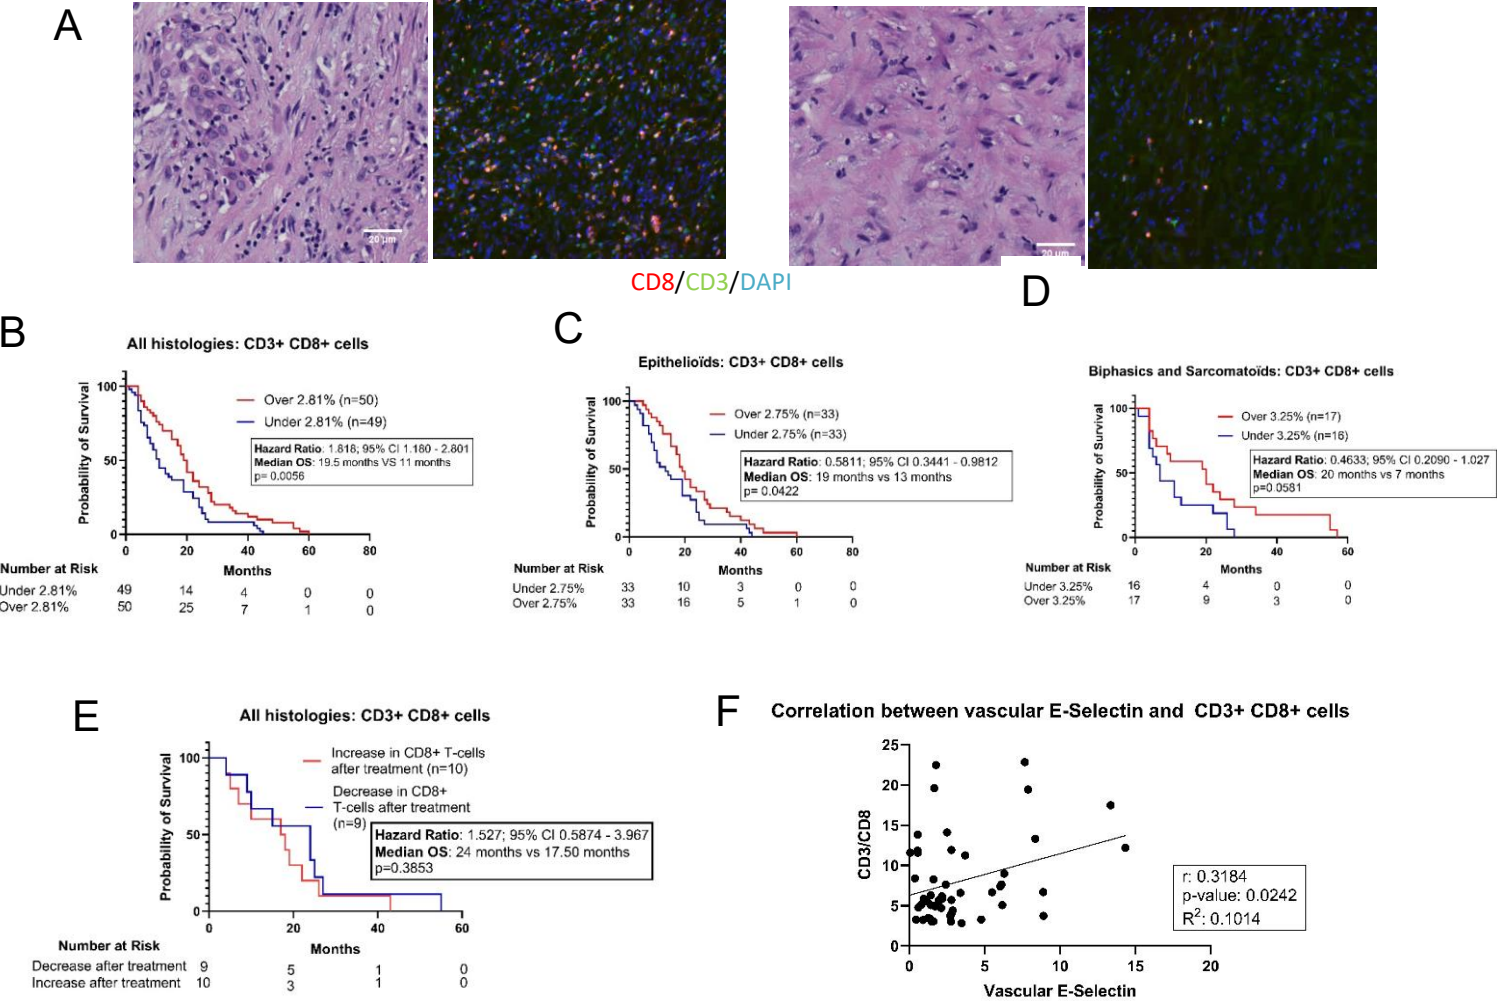 A
20 µm
20 µm
CD8/CD3/DAPI
B
All histologies: CD3+ CD8+ cells
Probability of Survival
100
50
0
Over 2.81% (n=50)
Under 2.81% (n=49)
Hazard Ratio: 1.818; 95% CI 1.180 - 2.801
Median OS: 19.5 months VS 11 months
p= 0.0056
0 20 40 60 80
Number at Risk
Months
Under 2.81% 49 14 4 0 0
Over 2.81% 50 25 7 1 0
C
Epithelioïds: CD3+ CD8+ cells
Probability of Survival
100
50
0
Over 2.75% (n=33)
Under 2.75% (n=33)
Hazard Ratio: 0.5811; 95% CI 0.3441 - 0.9812
Median OS: 19 months vs 13 months
p= 0.0422
0 20 40 60 80
Number at Risk
Months
Under 2.75% 33 10 3 0 0
Over 2.75% 33 16 5 1 0
D
Biphasics and Sarcomatoïds: CD3+ CD8+ cells
Probability of Survival
100
50
0
Over 3.25% (n=17)
Under 3.25% (n=16)
Hazard Ratio: 0.4633; 95% CI 0.2090 - 1.027
Median OS: 20 months vs 7 months
p=0.0581
0 20 40 60
Number at Risk
Months
Under 3.25% 16 4 0 0
Over 3.25% 17 9 3 0
E
All histologies: CD3+ CD8+ cells
Probability of Survival
100
50
0
Increase in CD8+ T-cells
after treatment (n=10)
Decrease in CD8+
T-cells after treatment
(n=9)
Hazard Ratio: 1.527; 95% CI 0.5874 - 3.967
Median OS: 24 months vs 17.50 months
p=0.3853
0 20 40 60
Number at Risk
Months
Decrease after treatment 9 5 1 0
Increase after treatment 10 3 1 0
F
Correlation between vascular E-Selectin and CD3+ CD8+ cells
CD3/CD8
25
20
15
10
5
0
r: 0.3184
p-value: 0.0242
R²: 0.1014
0 5 10 15 20
Vascular E-Selectin